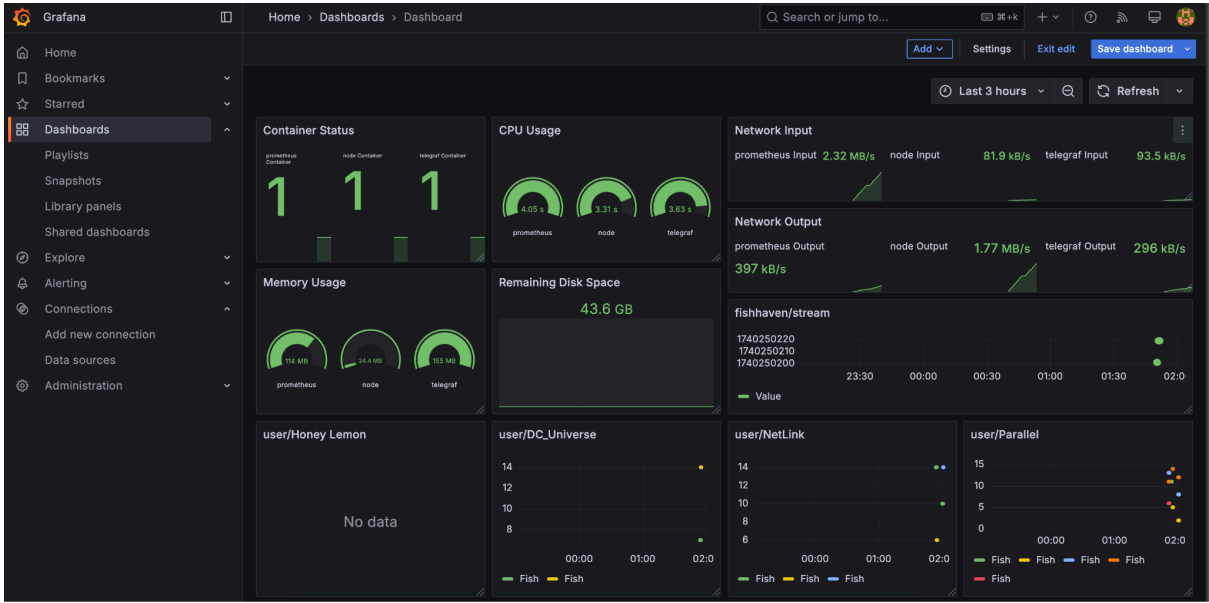 Grafana
Home › Dashboards › Dashboard
Search or jump to...
⌘+k
Add
Settings
Exit edit
Save dashboard
Last 3 hours
Refresh
Home
Bookmarks
Starred
Dashboards
Playlists
Snapshots
Library panels
Shared dashboards
Explore
Alerting
Connections
Add new connection
Data sources
Administration
Container Status
prometheus Container
node Container
telegraf Container
1
1
1
CPU Usage
4.05 s
3.31 s
3.63 s
prometheus
node
telegraf
Network Input
prometheus Input 2.32 MB/s
node Input 81.9 kB/s
telegraf Input 93.5 kB/s
Network Output
prometheus Output 397 kB/s
node Output 1.77 MB/s
telegraf Output 296 kB/s
Memory Usage
114 MB
24.4 MB
155 MB
prometheus
node
telegraf
Remaining Disk Space
43.6 GB
fishhaven/stream
1740250220
1740250210
1740250200
23:30 00:00 00:30 01:00 01:30 02:0
Value
user/Honey Lemon
No data
user/DC_Universe
14
12
10
8
00:00 01:00 02:0
Fish Fish
user/NetLink
14
12
10
8
6
00:00 01:00 02:0
Fish Fish Fish
user/Parallel
15
10
5
0
00:00 01:00 02:0
Fish Fish Fish Fish
Fish